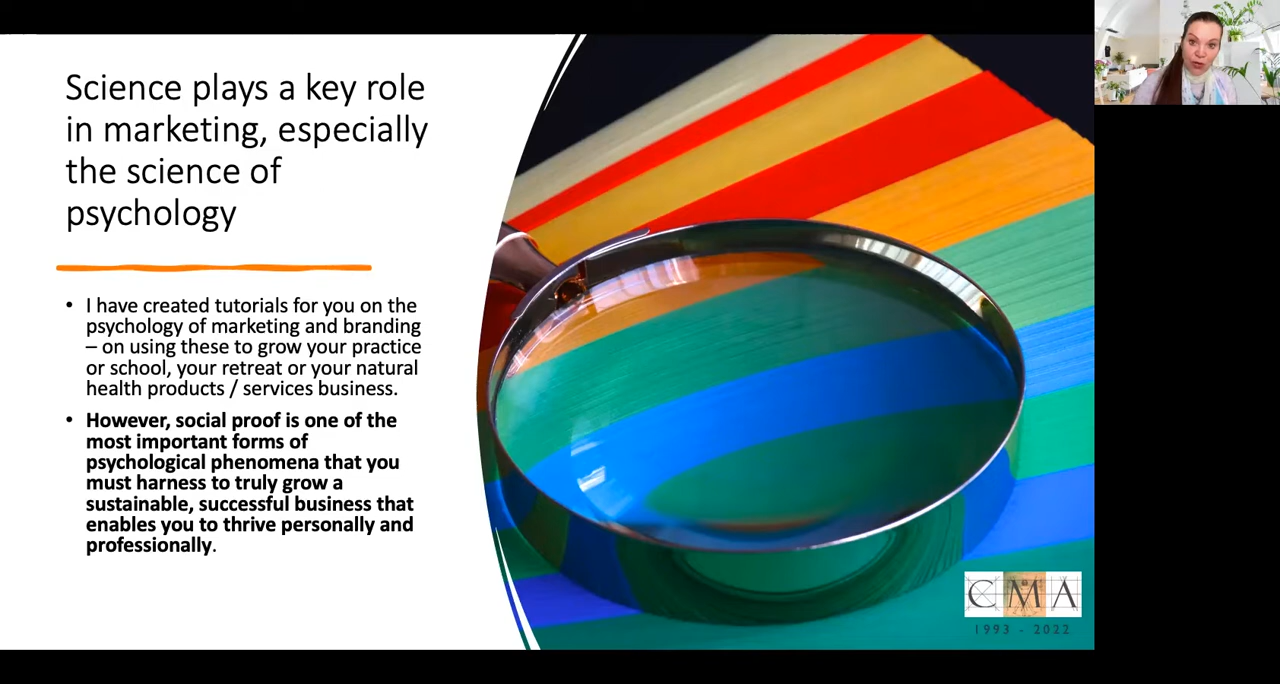 Science plays a key role
in marketing, especially
the science of
psychology
• I have created tutorials for you on the
psychology of marketing and branding
– on using these to grow your practice
or school, your retreat or your natural
health products / services business.
• However, social proof is one of the
most important forms of
psychological phenomena that you
must harness to truly grow a
sustainable, successful business that
enables you to thrive personally and
professionally.
CMA
1993 - 2022